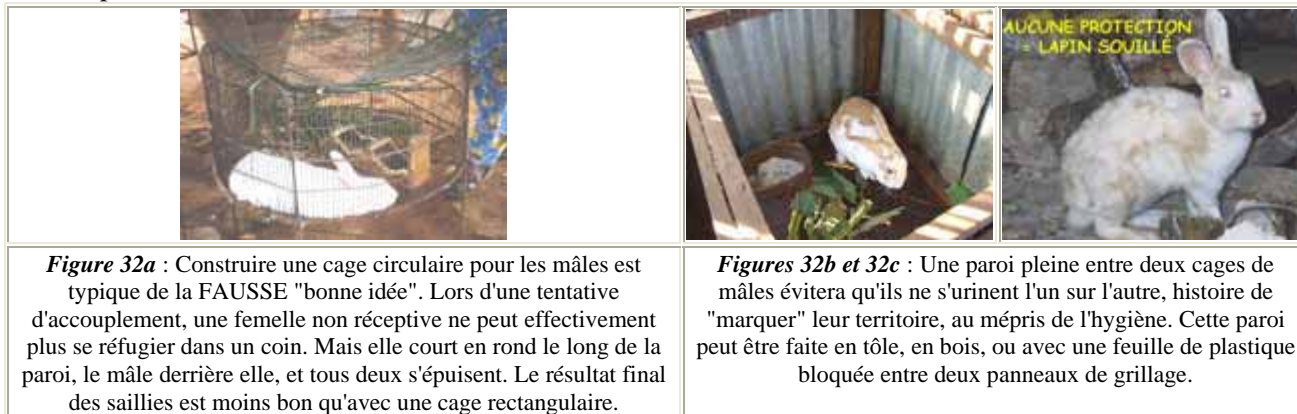 AUCUNE PROTECTION
= LAPIN SOUILLÉ
Figure 32a : Construire une cage circulaire pour les mâles est
typique de la FAUSSE "bonne idée". Lors d'une tentative
d'accouplement, une femelle non réceptive ne peut effectivement
plus se réfugier dans un coin. Mais elle court en rond le long de la
paroi, le mâle derrière elle, et tous deux s'épuisent. Le résultat final
des saillies est moins bon qu'avec une cage rectangulaire.
Figures 32b et 32c : Une paroi pleine entre deux cages de
mâles évitera qu'ils ne s'urinent l'un sur l'autre, histoire de
"marquer" leur territoire, au mépris de l'hygiène. Cette paroi
peut être faite en tôle, en bois, ou avec une feuille de plastique
bloquée entre deux panneaux de grillage.